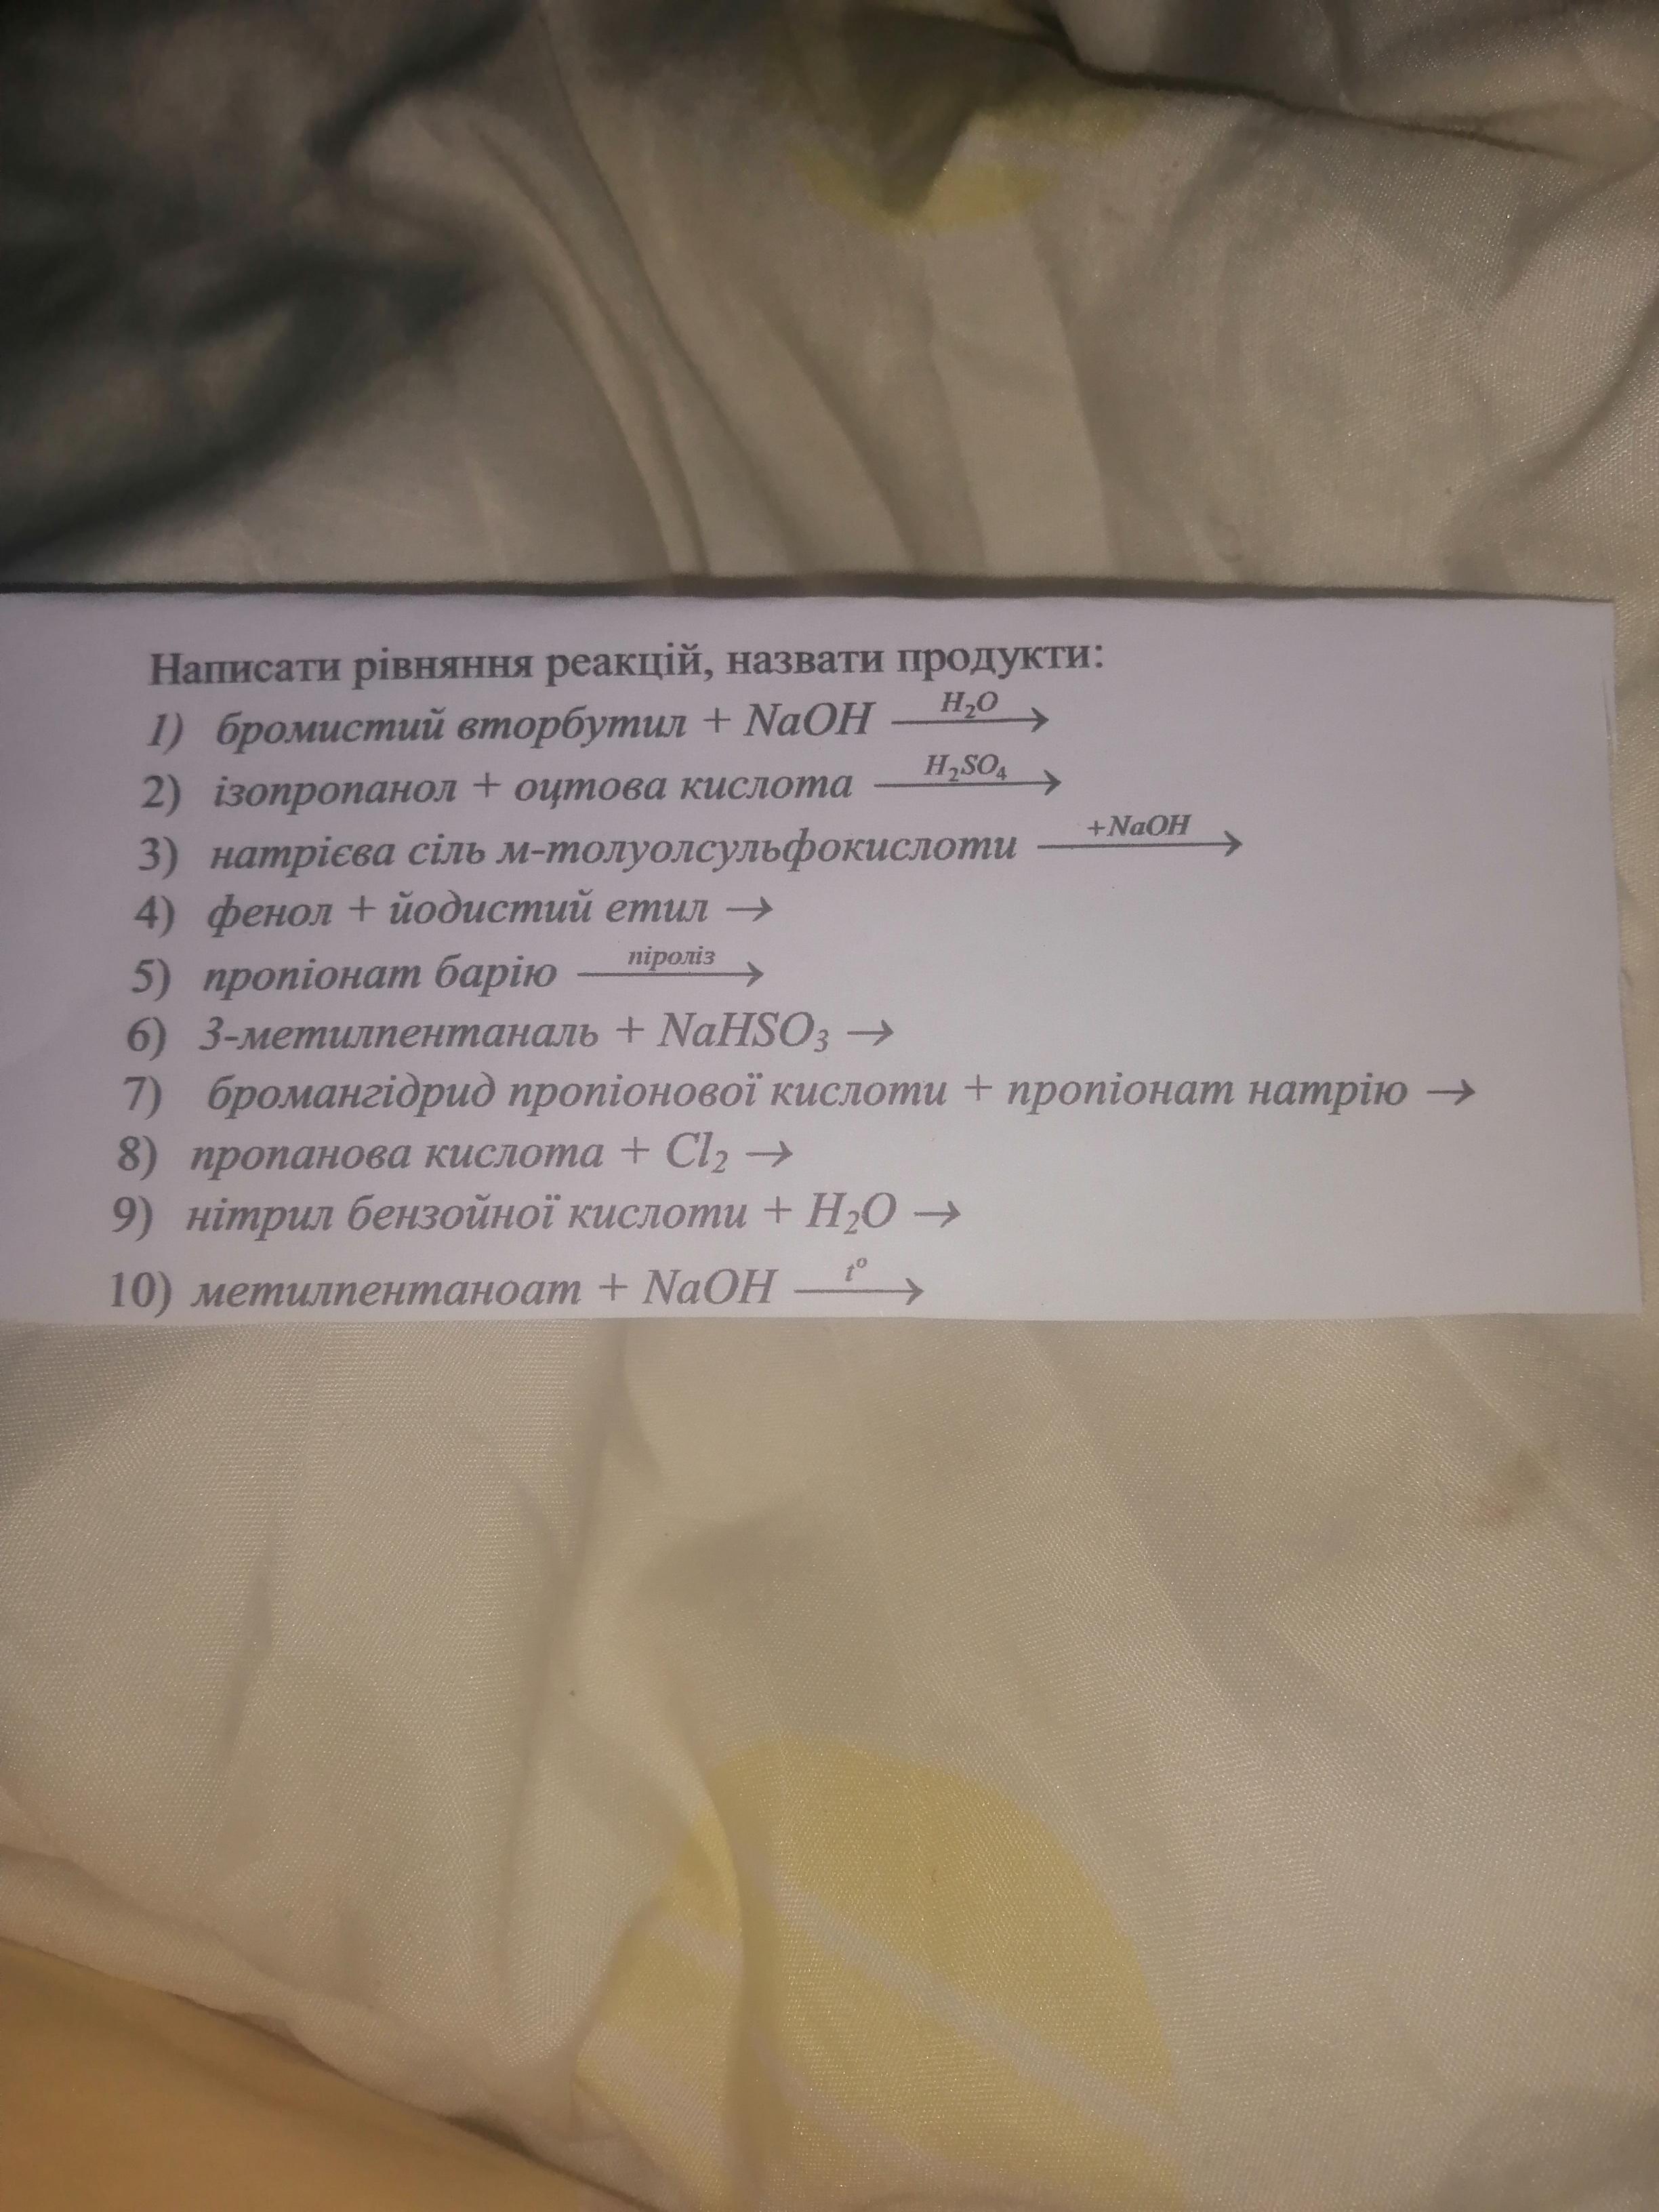 Написати рівняння реакцій, назвати продукти:
1) бромистий вторбутил + NaOH —H₂O→
2) ізопропанол + оцтова кислота —H₂SO₄→
3) натрієва сіль м-толуолсульфокислоти —+NaOH→
4) фенол + йодистий етил →
5) пропіонат барію —піроліз→
6) 3-метилпентаналь + NaHSO₃ →
7) бромангідрид пропіонової кислоти + пропіонат натрію →
8) пропанова кислота + Cl₂ →
9) нітрил бензойної кислоти + H₂O →
10) метилпентаноат + NaOH —t°→